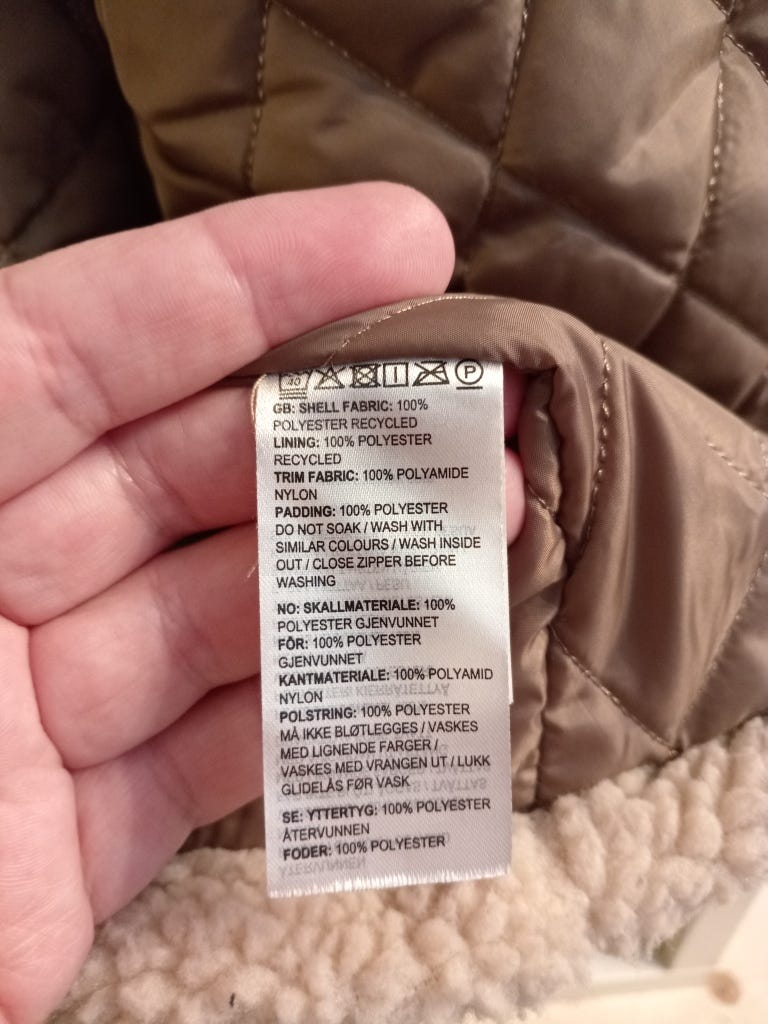 40 P
GB: SHELL FABRIC: 100%
POLYESTER RECYCLED
LINING: 100% POLYESTER
RECYCLED
TRIM FABRIC: 100% POLYAMIDE
NYLON
PADDING: 100% POLYESTER
DO NOT SOAK / WASH WITH
SIMILAR COLOURS / WASH INSIDE
OUT / CLOSE ZIPPER BEFORE
WASHING
NO: SKALLMATERIALE: 100%
POLYESTER GJENVUNNET
FÔR: 100% POLYESTER
GJENVUNNET
KANTMATERIALE: 100% POLYAMID
NYLON
POLSTRING: 100% POLYESTER
MÅ IKKE BLØTLEGGES / VASKES
MED LIGNENDE FARGER /
VASKES MED VRANGEN UT / LUKK
GLIDELÅS FØR VASK
SE: YTTERTYG: 100% POLYESTER
ÅTERVUNNEN
FODER: 100% POLYESTER